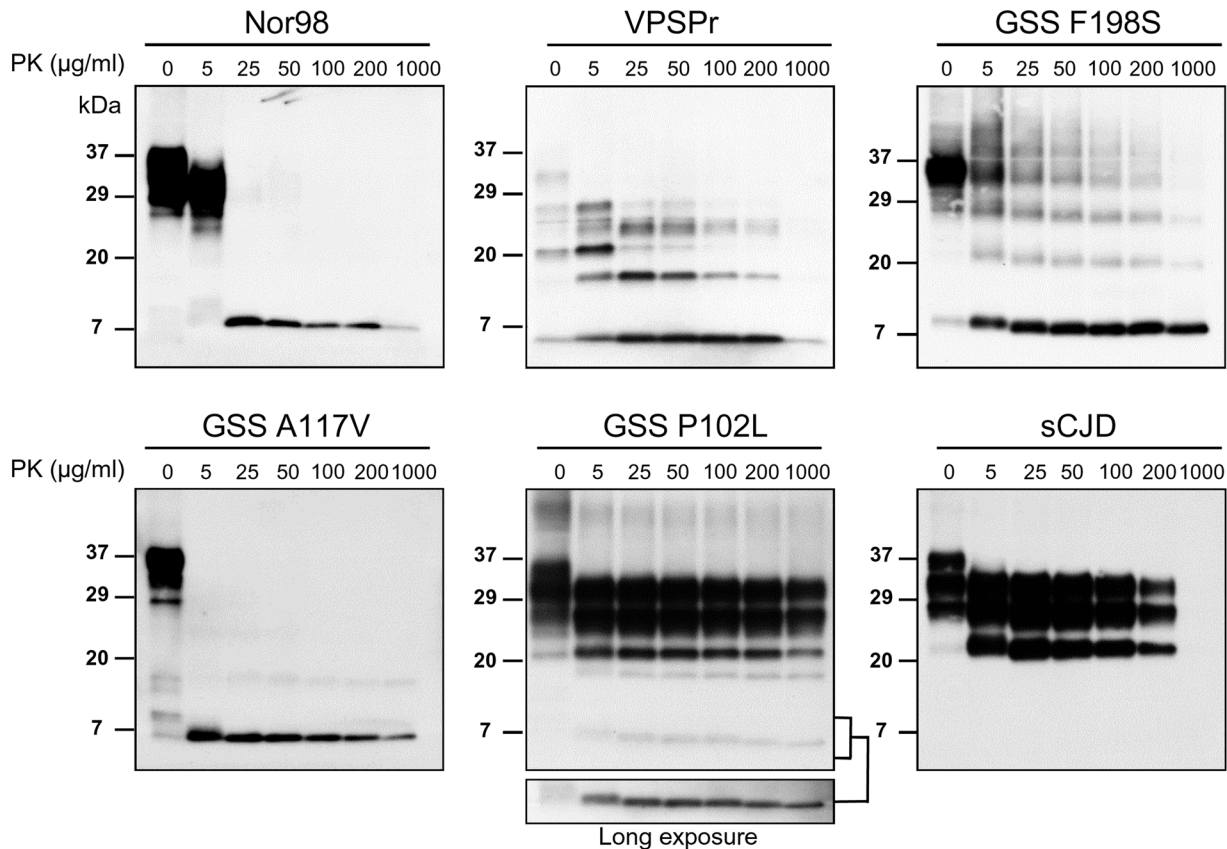 Nor98 VPSPr GSS F198S
PK (µg/ml) 0 5 25 50 100 200 1000 0 5 25 50 100 200 1000 0 5 25 50 100 200 1000
kDa
37 37 37
29 29 29
20 20 20
7 7 7
GSS A117V GSS P102L sCJD
PK (µg/ml) 0 5 25 50 100 200 1000 0 5 25 50 100 200 1000 0 5 25 50 100 200 1000
37 37 37
29 29 29
20 20 20
7 7 7
Long exposure